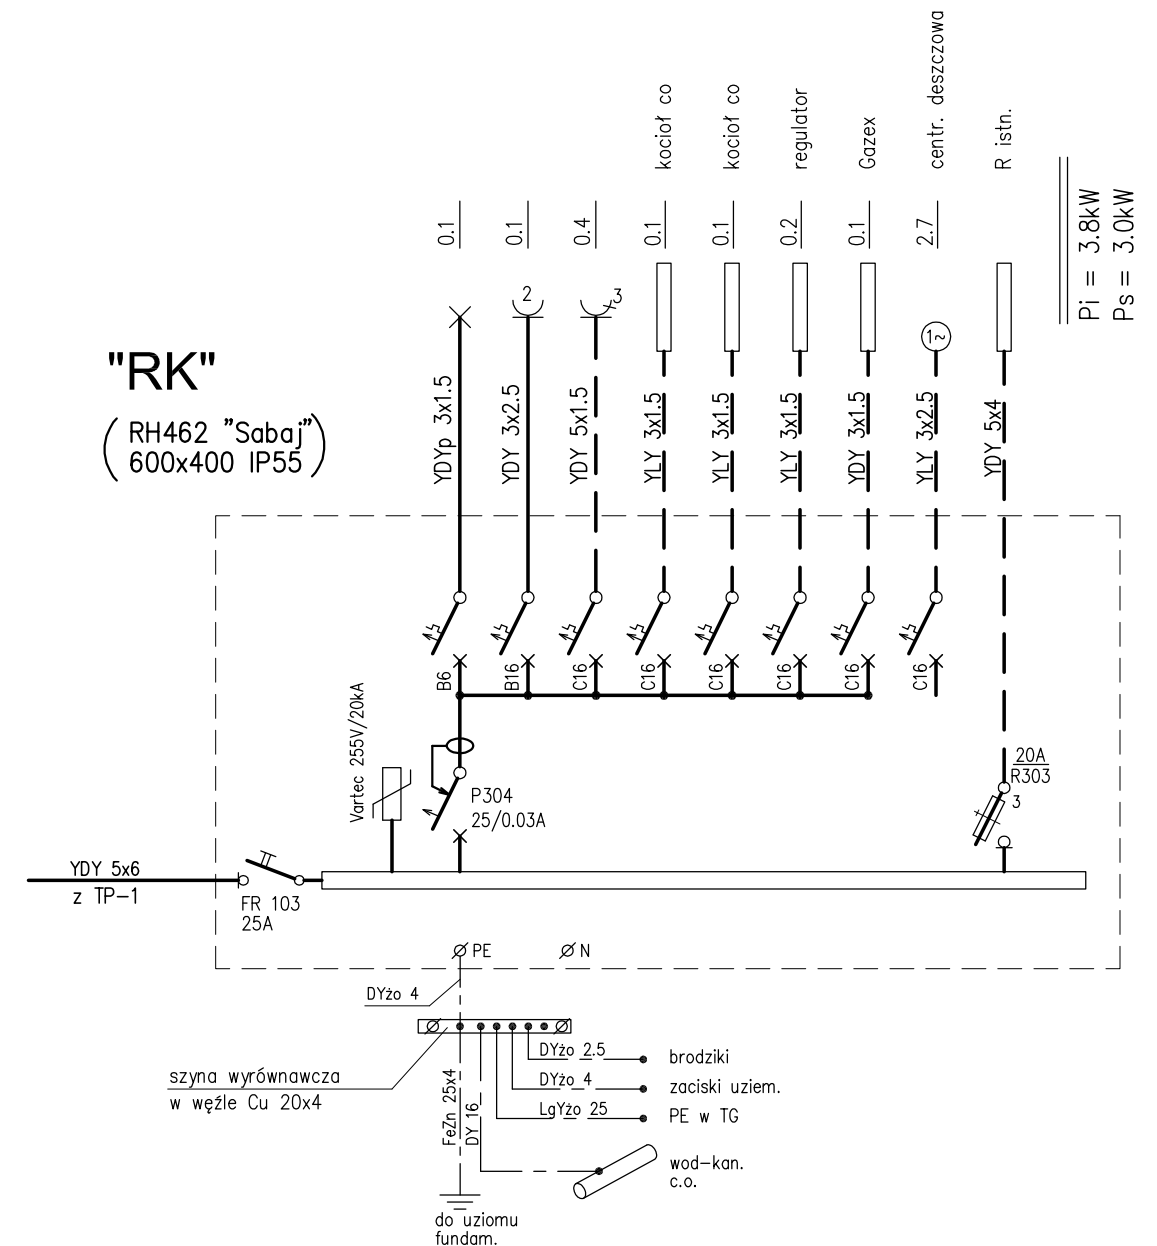 kocioł co
kocioł co
regulator
Gazex
centr. deszczowa
R istn.
0.1
0.1
0.4
0.1
0.1
0.2
0.1
2.7
Pi = 3.8kW
Ps = 3.0kW
2
3
1~
"RK"
(RH462 "Sabaj"
600x400 IP55)
YDYp 3x1.5
YDY 3x2.5
YDY 5x1.5
YLY 3x1.5
YLY 3x1.5
YLY 3x1.5
YDY 3x1.5
YLY 3x2.5
YDY 5x4
B6
B16
C16
C16
C16
C16
C16
C16
Vartec 255V/20kA
P304
25/0.03A
20A
R303
3
YDY 5x6
z TP-1
FR 103
25A
PE
N
DYżo 4
szyna wyrównawcza
w węźle Cu 20x4
FeZn 25x4
DY 16
DYżo 2.5
brodziki
DYżo 4
zaciski uziem.
LgYżo 25
PE w TG
wod-kan.
c.o.
do uziomu
fundam.